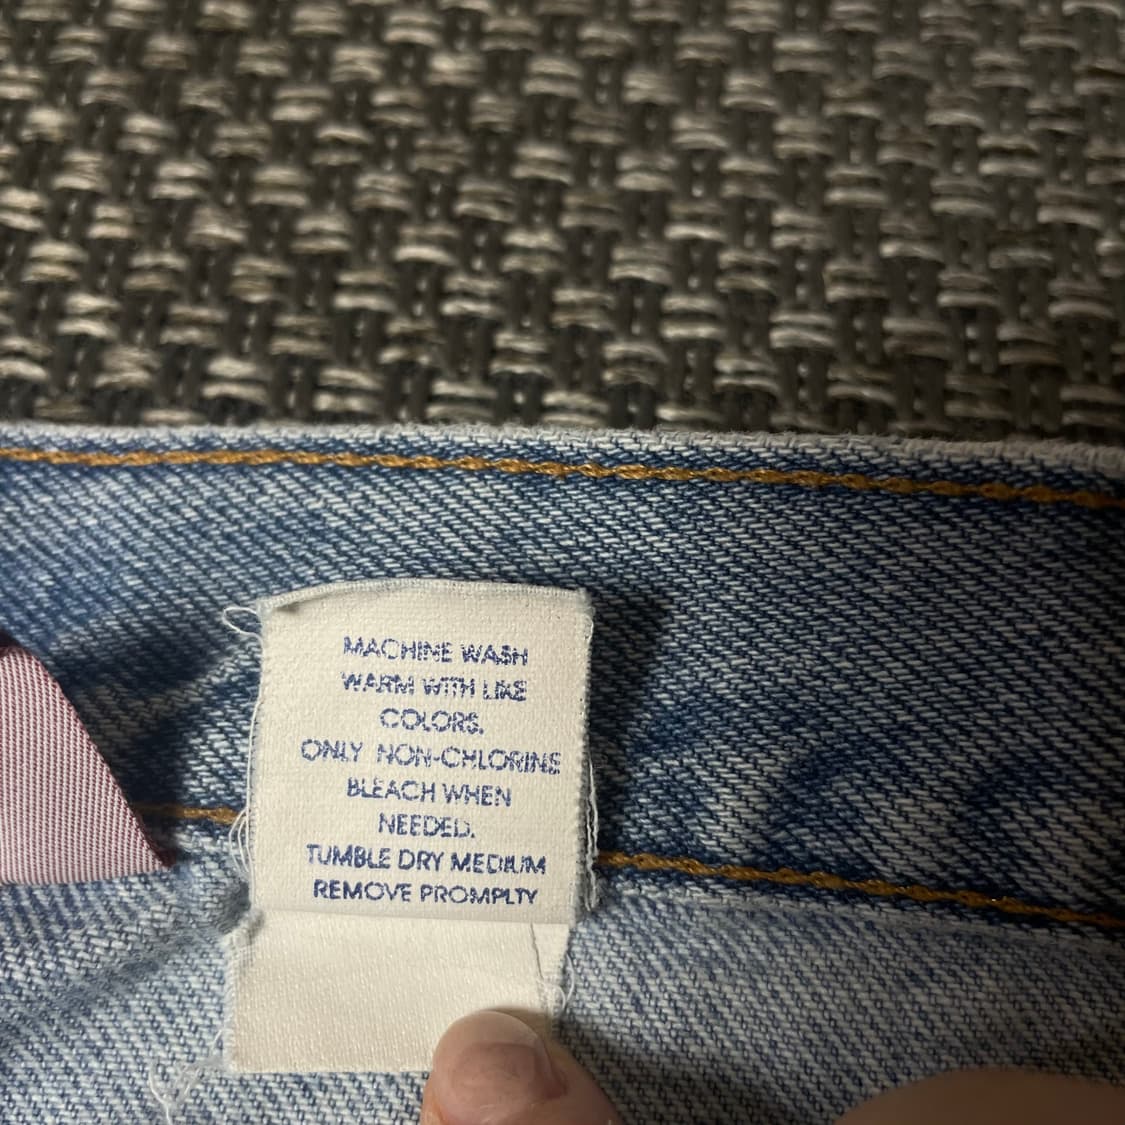 MACHINE WASH
WARM WITH LIKE
COLORS.
ONLY NON-CHLORINE
BLEACH WHEN
NEEDED.
TUMBLE DRY MEDIUM
REMOVE PROMPLTY